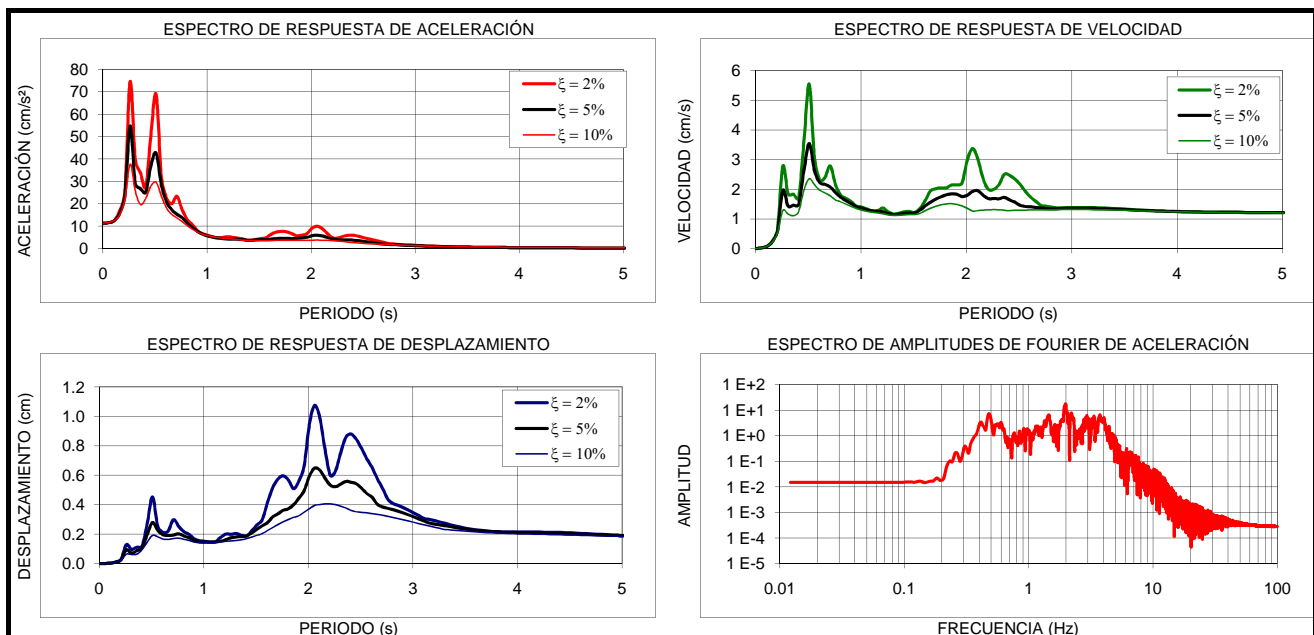 ESPECTRO DE RESPUESTA DE ACELERACIÓN
ACELERACIÓN (cm/s²)
80
70
60
50
40
30
20
10
0
0 1 2 3 4 5
PERIODO (s)
ξ = 2%
ξ = 5%
ξ = 10%
ESPECTRO DE RESPUESTA DE VELOCIDAD
VELOCIDAD (cm/s)
6
5
4
3
2
1
0
0 1 2 3 4 5
PERIODO (s)
ξ = 2%
ξ = 5%
ξ = 10%
ESPECTRO DE RESPUESTA DE DESPLAZAMIENTO
DESPLAZAMIENTO (cm)
1.2
1.0
0.8
0.6
0.4
0.2
0.0
0 1 2 3 4 5
PERIODO (s)
ξ = 2%
ξ = 5%
ξ = 10%
ESPECTRO DE AMPLITUDES DE FOURIER DE ACELERACIÓN
AMPLITUD
1 E+2
1 E+1
1 E+0
1 E-1
1 E-2
1 E-3
1 E-4
1 E-5
0.01 0.1 1 10 100
FRECUENCIA (Hz)